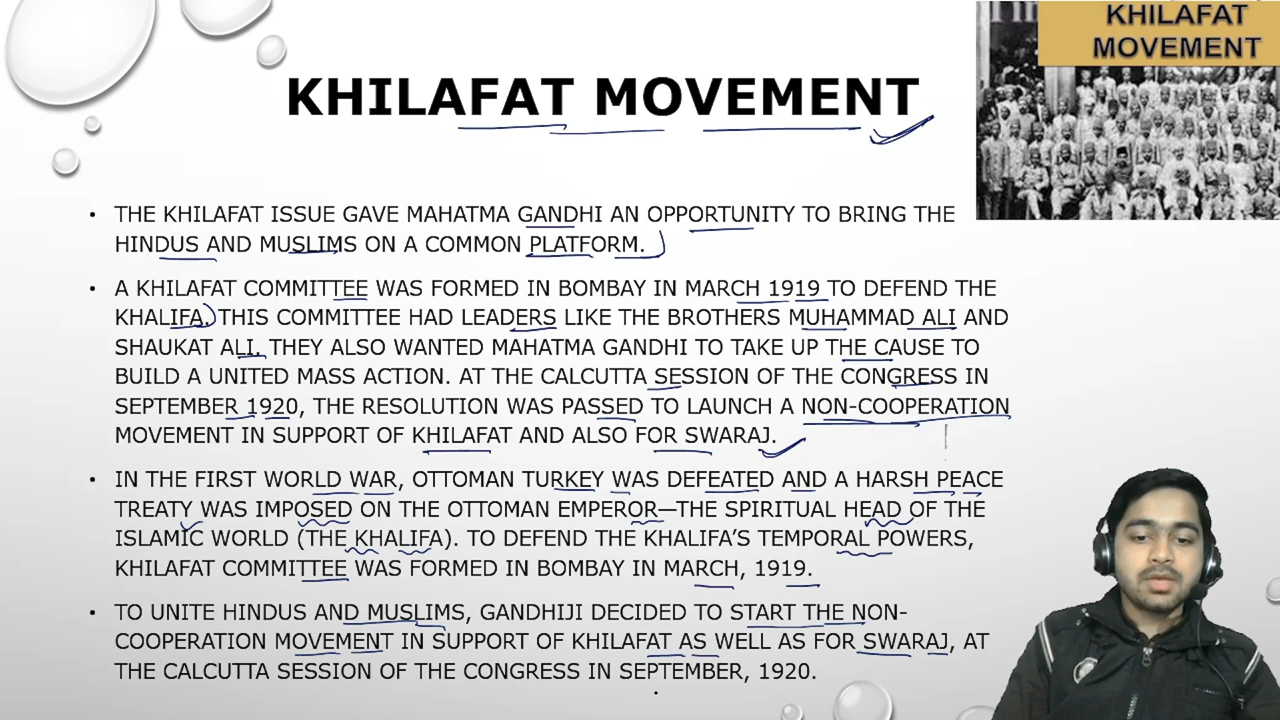 KHILAFAT
MOVEMENT
KHILAFAT MOVEMENT
• THE KHILAFAT ISSUE GAVE MAHATMA GANDHI AN OPPORTUNITY TO BRING THE
HINDUS AND MUSLIMS ON A COMMON PLATFORM.
• A KHILAFAT COMMITTEE WAS FORMED IN BOMBAY IN MARCH 1919 TO DEFEND THE
KHALIFA. THIS COMMITTEE HAD LEADERS LIKE THE BROTHERS MUHAMMAD ALI AND
SHAUKAT ALI. THEY ALSO WANTED MAHATMA GANDHI TO TAKE UP THE CAUSE TO
BUILD A UNITED MASS ACTION. AT THE CALCUTTA SESSION OF THE CONGRESS IN
SEPTEMBER 1920, THE RESOLUTION WAS PASSED TO LAUNCH A NON-COOPERATION
MOVEMENT IN SUPPORT OF KHILAFAT AND ALSO FOR SWARAJ.
• IN THE FIRST WORLD WAR, OTTOMAN TURKEY WAS DEFEATED AND A HARSH PEACE
TREATY WAS IMPOSED ON THE OTTOMAN EMPEROR—THE SPIRITUAL HEAD OF THE
ISLAMIC WORLD (THE KHALIFA). TO DEFEND THE KHALIFA'S TEMPORAL POWERS,
KHILAFAT COMMITTEE WAS FORMED IN BOMBAY IN MARCH, 1919.
• TO UNITE HINDUS AND MUSLIMS, GANDHIJI DECIDED TO START THE NON-
COOPERATION MOVEMENT IN SUPPORT OF KHILAFAT AS WELL AS FOR SWARAJ, AT
THE CALCUTTA SESSION OF THE CONGRESS IN SEPTEMBER, 1920.